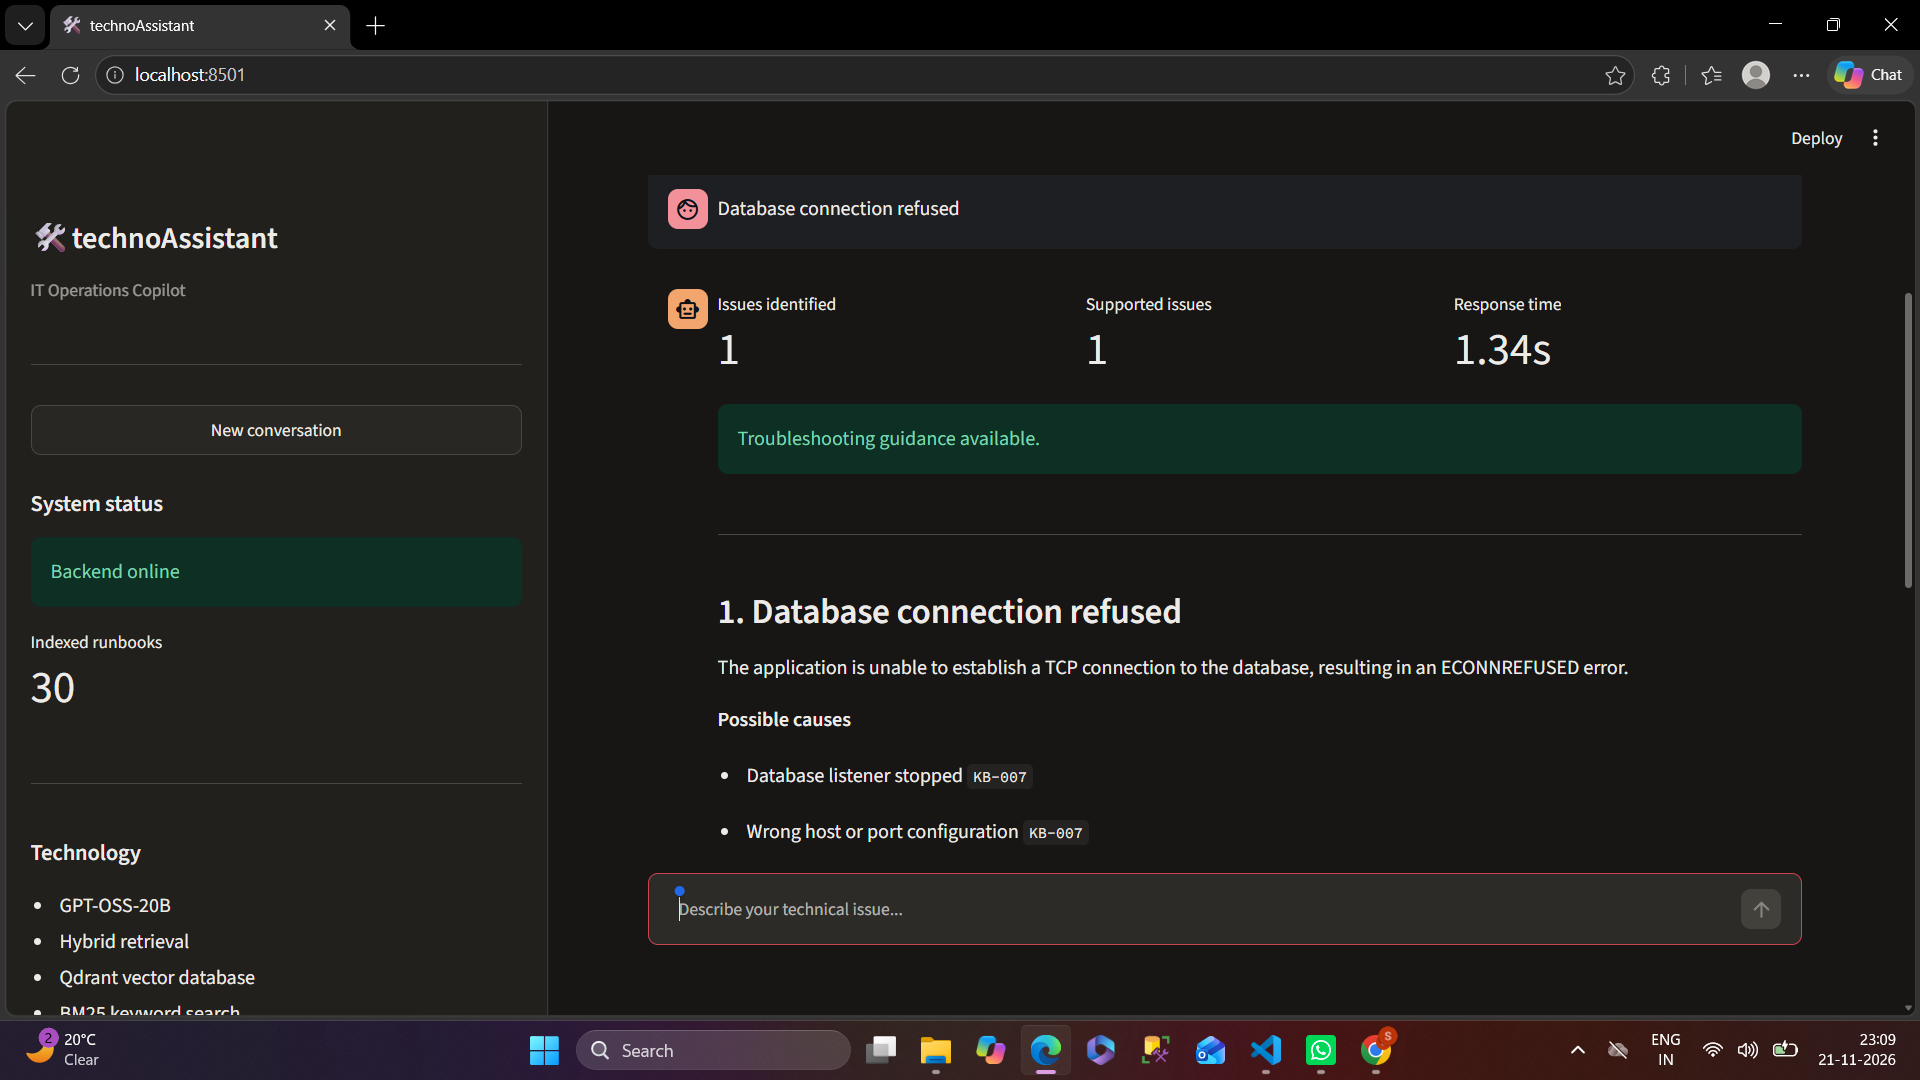 technoAssistant
localhost:8501
Chat
Deploy
technoAssistant
IT Operations Copilot
New conversation
System status
Backend online
Indexed runbooks
30
Technology
GPT-OSS-20B
Hybrid retrieval
Qdrant vector database
BM25 keyword search
Database connection refused
Issues identified
1
Supported issues
1
Response time
1.34s
Troubleshooting guidance available.
1. Database connection refused
The application is unable to establish a TCP connection to the database, resulting in an ECONNREFUSED error.
Possible causes
Database listener stopped KB-007
Wrong host or port configuration KB-007
Describe your technical issue...
2
20°C
Clear
Search
S
ENG
IN
23:09
21-11-2026